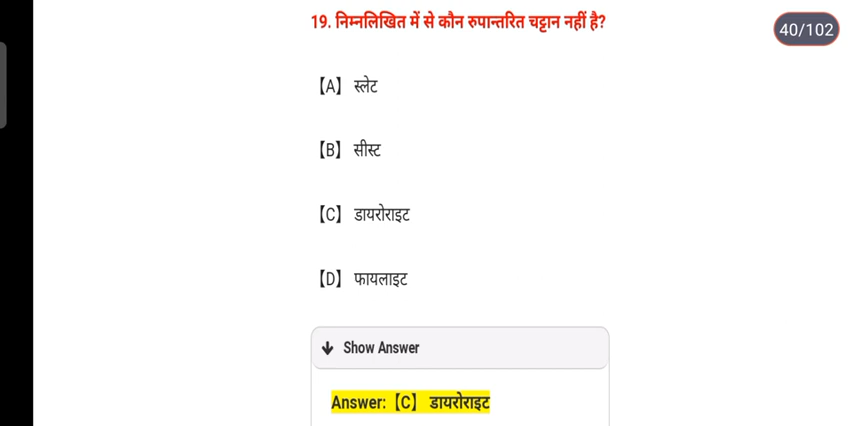 19. निम्नलिखित में से कौन रुपान्तरित चट्टान नहीं है?
40/102
【A】 स्लेट
【B】 सीस्ट
【C】 डायरोराइट
【D】 फायलाइट
Show Answer
Answer: 【C】 डायरोराइट